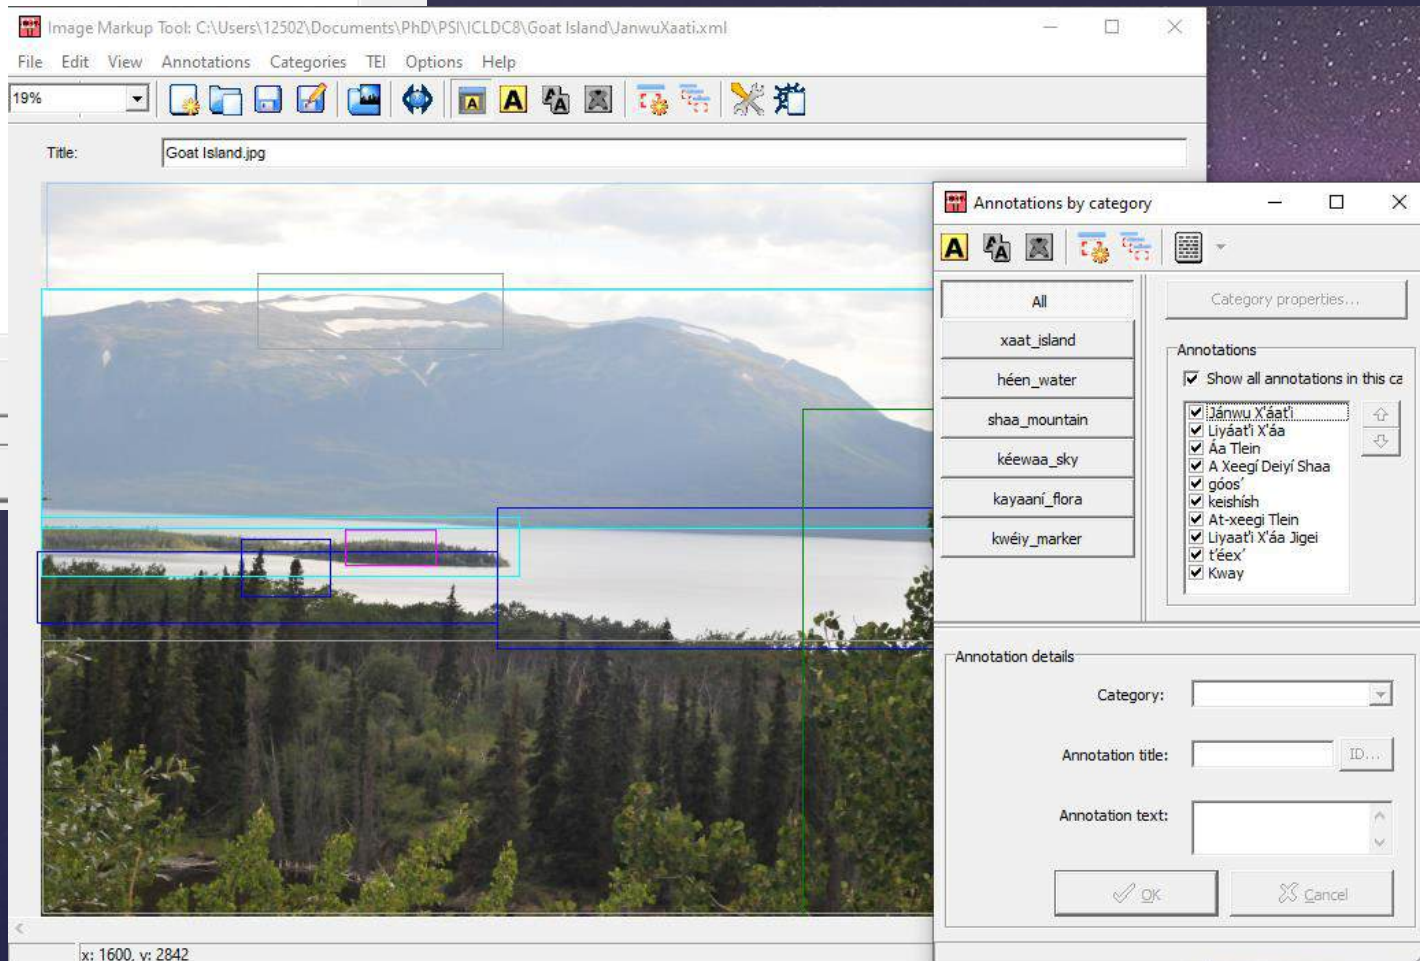 Image Markup Tool: C:\Users\12502\Documents\PhD\PSI\ICLDC8\Goat Island\JanwuXaati.xml
File Edit View Annotations Categories TEI Options Help
19%
Title: Goat Island.jpg
x: 1600, y: 2842
Annotations by category
All
xaat_island
héen_water
shaa_mountain
kéewaa_sky
kayaaní_flora
kwéiy_marker
Category properties...
Annotations
Show all annotations in this ca
Jánwu X'áat'i
Liyáat'i X'áa
Áa Tlein
A Xeegí Deiyí Shaa
góos'
keishísh
At-xeegi Tlein
Liyaat'i X'áa Jigei
t'éex'
Kway
Annotation details
Category:
Annotation title: ID...
Annotation text:
OK Cancel